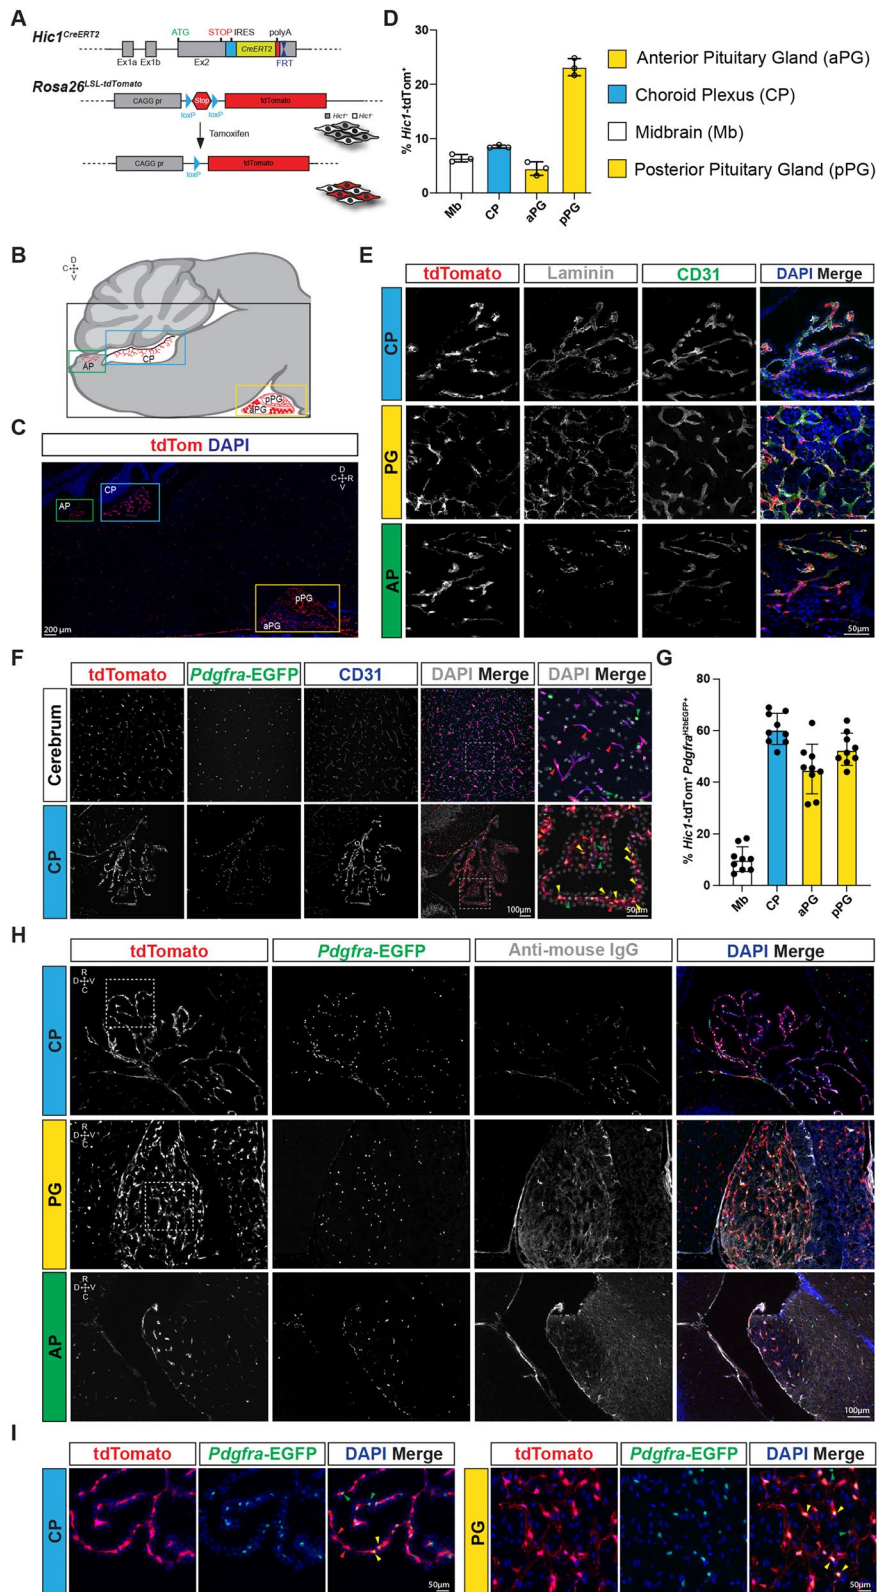 A
Hic1CreERT2
ATG
STOP IRES
polyA
CreERT2
Ex1a
Ex1b
Ex2
FRT
Rosa26LSL-tdTomato
CAGG pr
Stop
tdTomato
loxP
loxP
Hic1+
Hic1-
Tamoxifen
CAGG pr
tdTomato
loxP
B
D
C
V
CP
AP
pPG
aPG
C
tdTom DAPI
D
C R
V
CP
AP
pPG
aPG
200 µm
D
% Hic1-tdTom+
30
20
10
0
Mb
CP
aPG
pPG
Anterior Pituitary Gland (aPG)
Choroid Plexus (CP)
Midbrain (Mb)
Posterior Pituitary Gland (pPG)
E
tdTomato
Laminin
CD31
DAPI Merge
CP
PG
AP
50µm
F
tdTomato
Pdgfra-EGFP
CD31
DAPI Merge
DAPI Merge
Cerebrum
CP
100µm
50µm
G
% Hic1-tdTom+ PdgfraH2bEGFP+
80
60
40
20
0
Mb
CP
aPG
pPG
H
tdTomato
Pdgfra-EGFP
Anti-mouse IgG
DAPI Merge
CP
R
D V
C
PG
R
D V
C
AP
R
D V
C
100µm
I
tdTomato
Pdgfra-EGFP
DAPI Merge
CP
50µm
tdTomato
Pdgfra-EGFP
DAPI Merge
PG
50µm